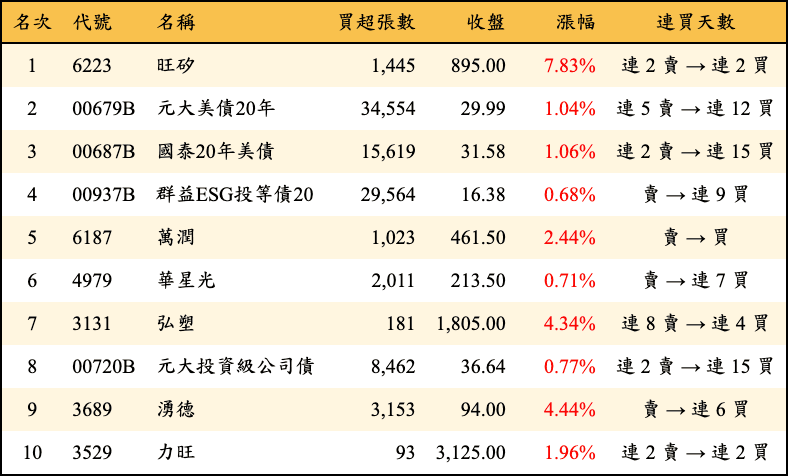 名次 代號 名稱 買超張數 收盤 漲幅 連買天數
1 6223 旺矽 1,445 895.00 7.83% 連 2 賣 → 連 2 買
2 00679B 元大美債20年 34,554 29.99 1.04% 連 5 賣 → 連 12 買
3 00687B 國泰20年美債 15,619 31.58 1.06% 連 2 賣 → 連 15 買
4 00937B 群益ESG投等債20 29,564 16.38 0.68% 賣 → 連 9 買
5 6187 萬潤 1,023 461.50 2.44% 賣 → 買
6 4979 華星光 2,011 213.50 0.71% 賣 → 連 7 買
7 3131 弘塑 181 1,805.00 4.34% 連 8 賣 → 連 4 買
8 00720B 元大投資級公司債 8,462 36.64 0.77% 連 2 賣 → 連 15 買
9 3689 湧德 3,153 94.00 4.44% 賣 → 連 6 買
10 3529 力旺 93 3,125.00 1.96% 連 2 賣 → 連 2 買